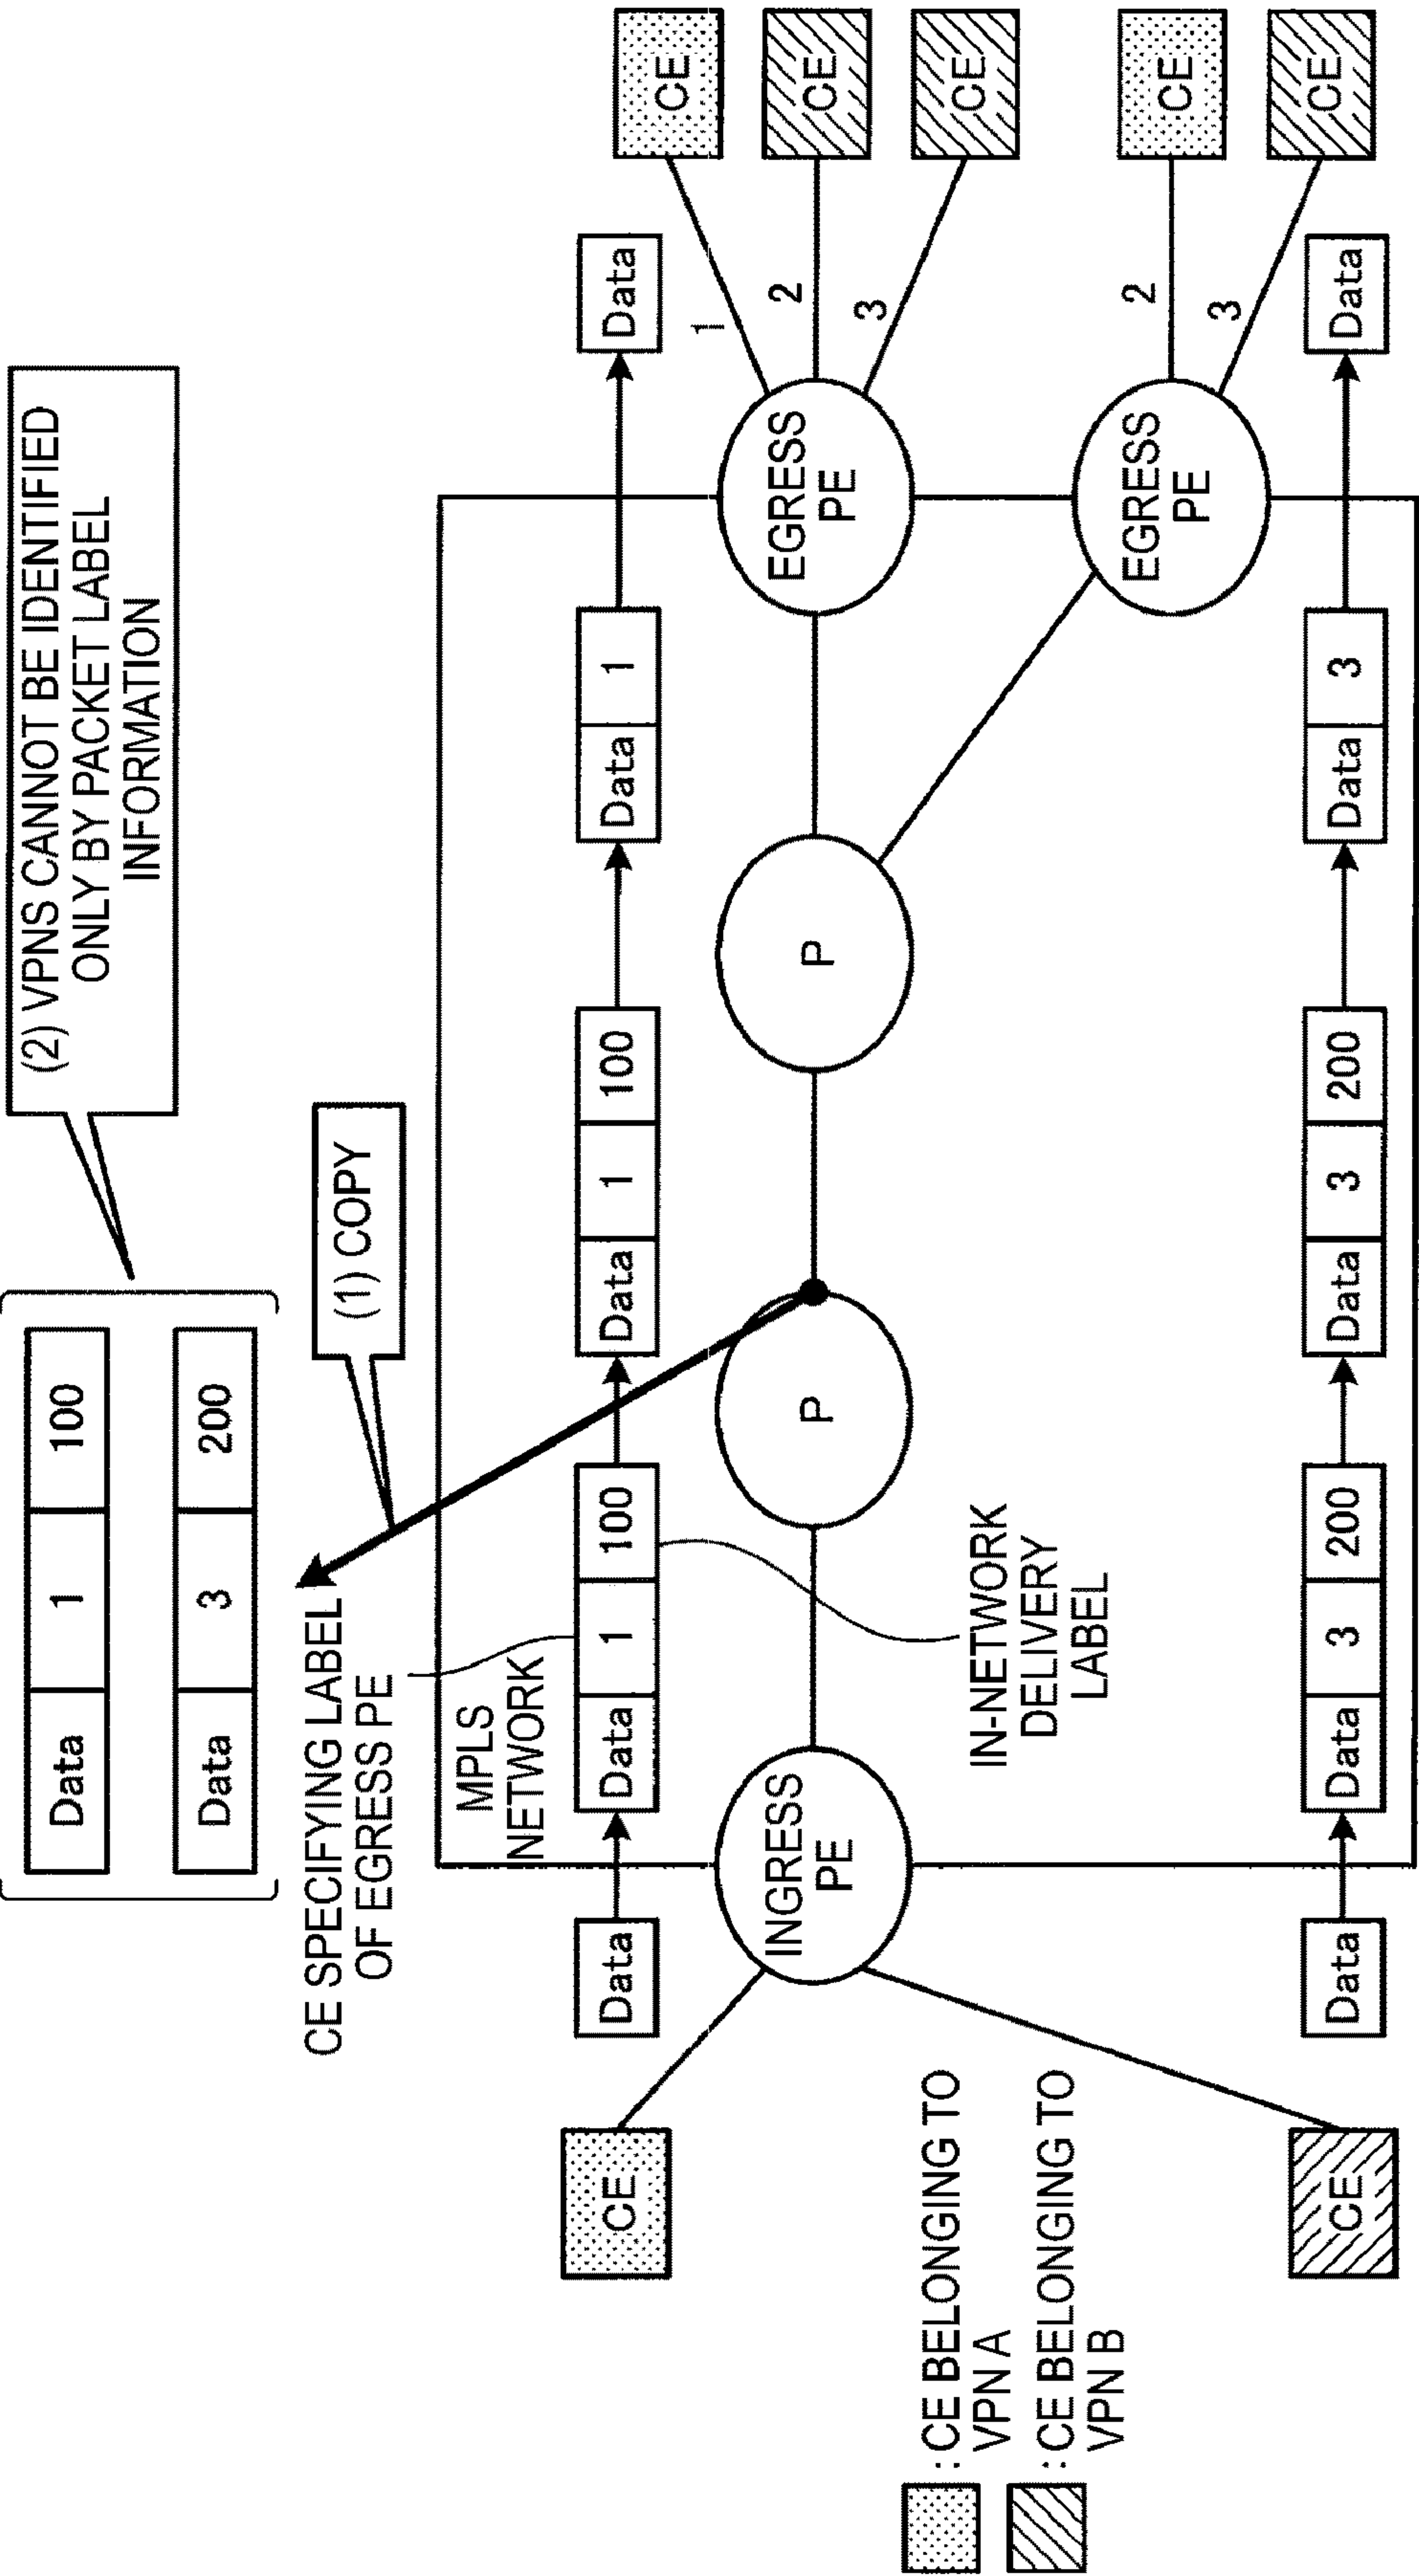 (2) VPNS CANNOT BE IDENTIFIED
ONLY BY PACKET LABEL
INFORMATION
Data 1 100
Data 3 200
(1) COPY
CE SPECIFYING LABEL
OF EGRESS PE
MPLS
NETWORK
Data
Data 1 100
Data 1 100
Data 1
Data
CE
INGRESS
PE
P
P
EGRESS
PE
1
2
3
CE
CE
CE
EGRESS
PE
2
3
CE
CE
IN-NETWORK
DELIVERY
LABEL
CE
Data
Data 3 200
Data 3 200
Data 3
Data
: CE BELONGING TO
VPN A
: CE BELONGING TO
VPN B